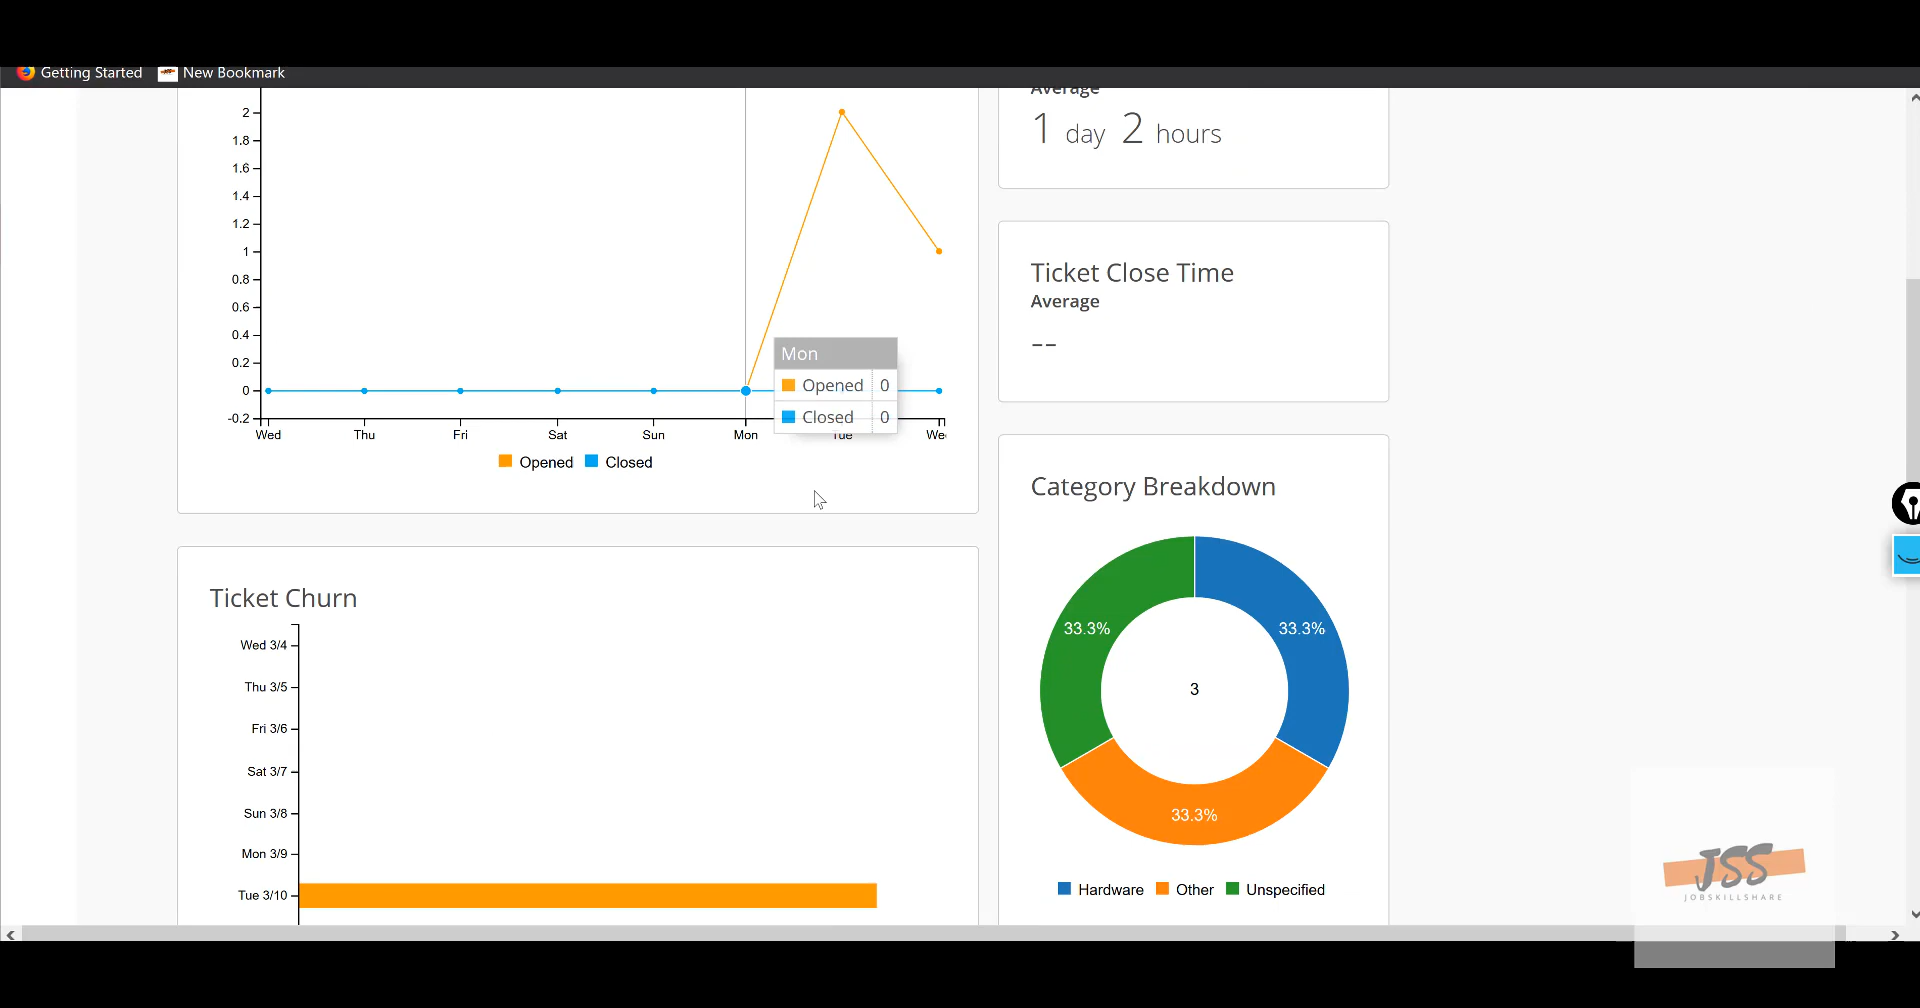 Getting Started New Bookmark
2
1.8
1.6
1.4
1.2
1
0.8
0.6
0.4
0.2
0
-0.2
Wed Thu Fri Sat Sun Mon Tue We
Mon
Opened 0
Closed 0
Opened Closed
Average
1 day 2 hours
Ticket Close Time
Average
--
Category Breakdown
33.3% 33.3%
3
33.3%
Hardware Other Unspecified
Ticket Churn
Wed 3/4
Thu 3/5
Fri 3/6
Sat 3/7
Sun 3/8
Mon 3/9
Tue 3/10
JSS
JOBSKILLSHARE